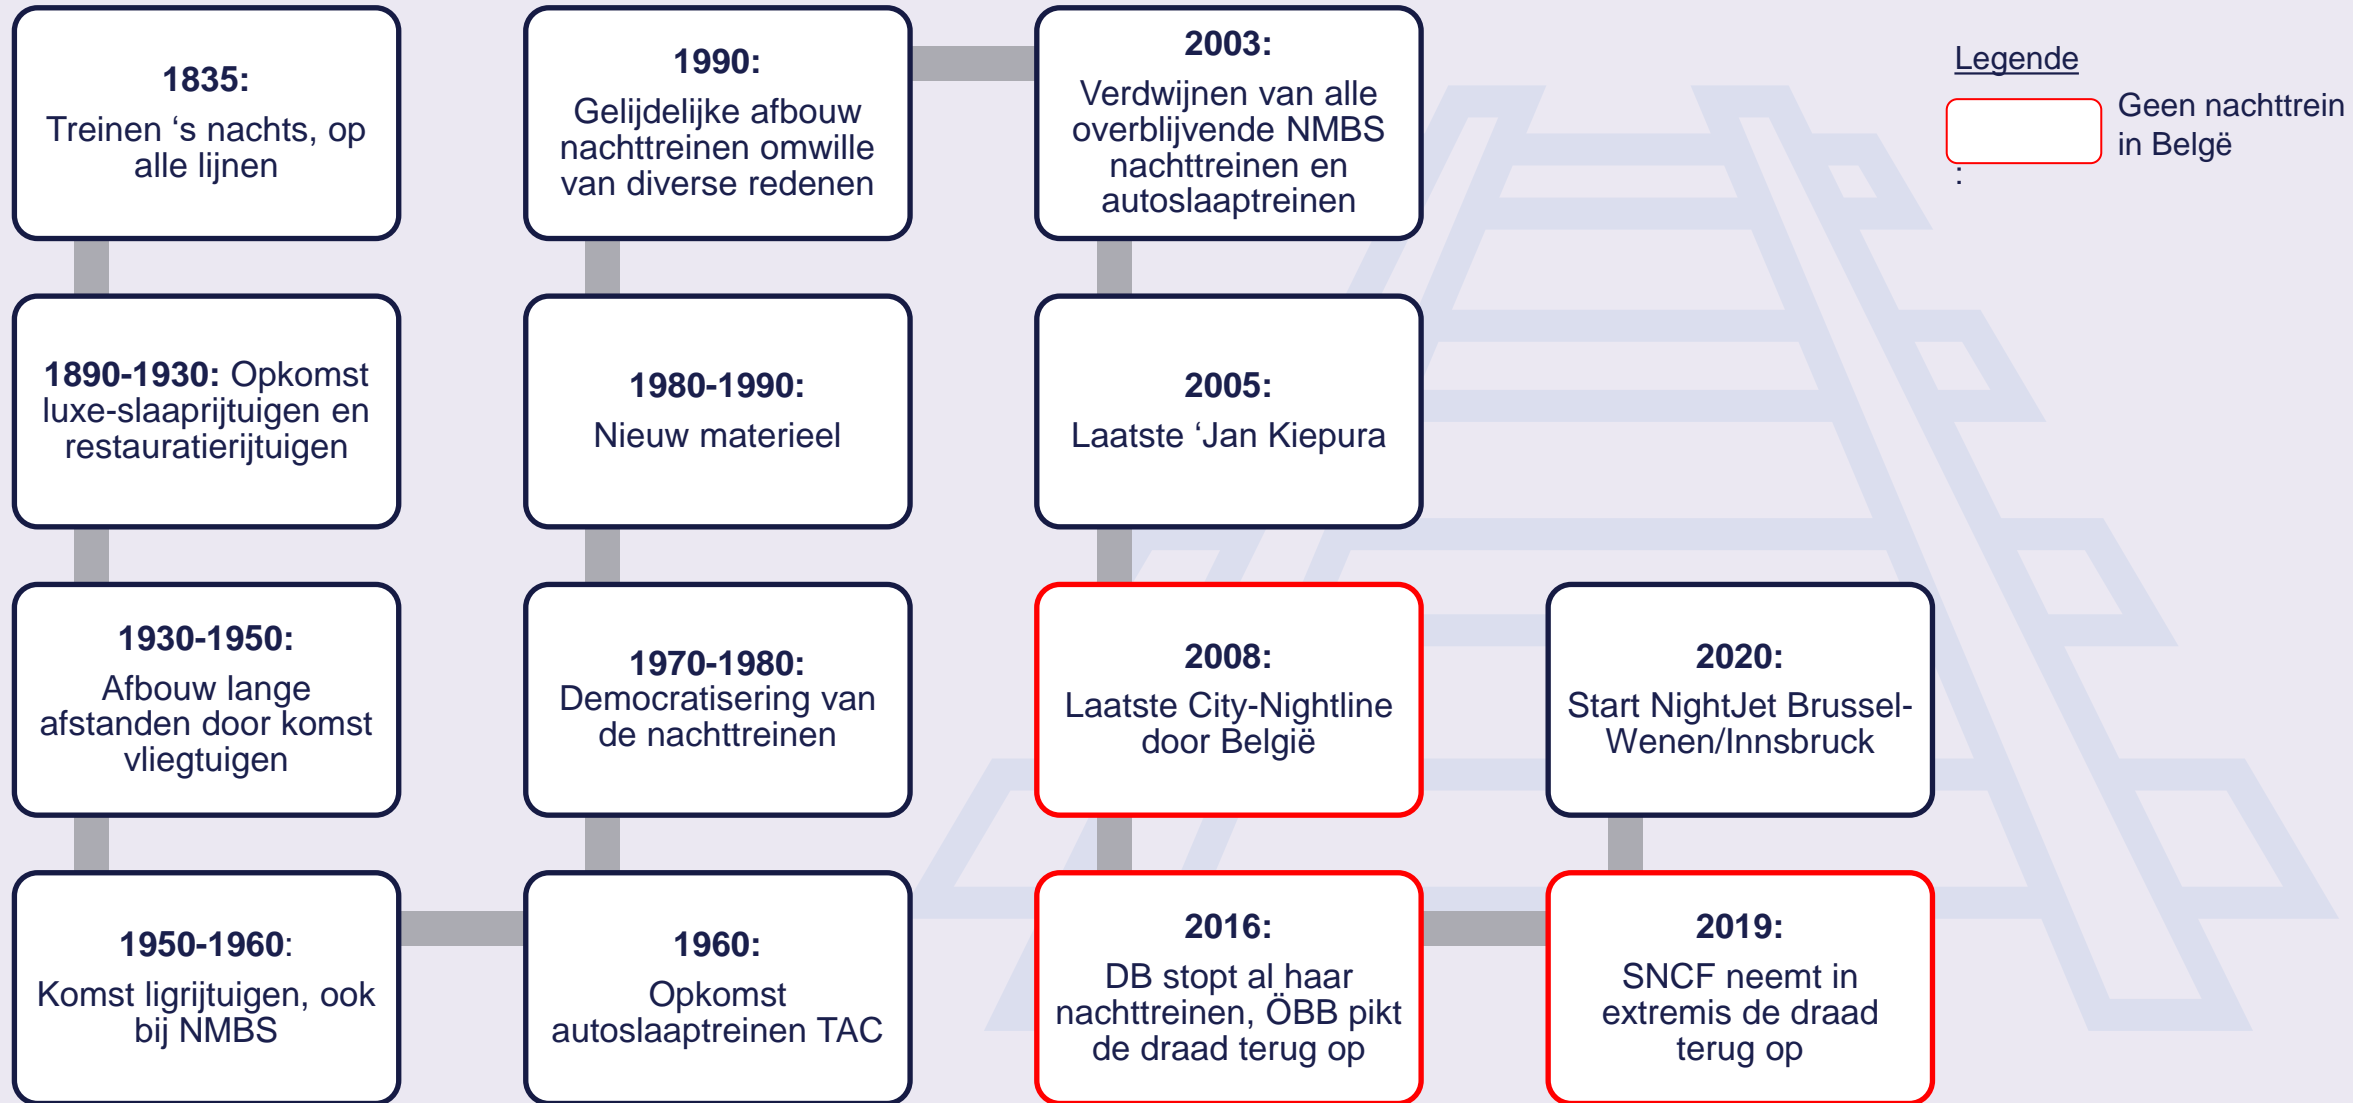 1835:
Treinen ‘s nachts, op
alle lijnen
1890-1930: Opkomst
luxe-slaaprijtuigen en
restauratierijtuigen
1930-1950:
Afbouw lange
afstanden door komst
vliegtuigen
1950-1960:
Komst ligrijtuigen, ook
bij NMBS
1960:
Opkomst
autoslaaptreinen TAC
1970-1980:
Democratisering van
de nachttreinen
1980-1990:
Nieuw materieel
1990:
Gelijdelijke afbouw
nachttreinen omwille
van diverse redenen
2003:
Verdwijnen van alle
overblijvende NMBS
nachttreinen en
autoslaaptreinen
2005:
Laatste ‘Jan Kiepura
2008:
Laatste City-Nightline
door België
2016:
DB stopt al haar
nachttreinen, ÖBB pikt
de draad terug op
2019:
SNCF neemt in
extremis de draad
terug op
2020:
Start NightJet Brussel-
Wenen/Innsbruck
Legende
Geen nachttrein
in Belgë
: